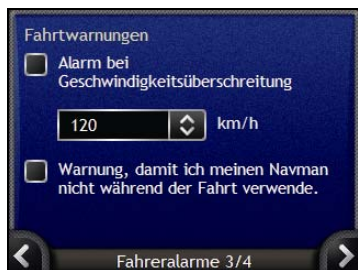 Fahrtwarnungen
Alarm bei
Geschwindigkeitsüberschreitung
120 km/h
Warnung, damit ich meinen Navman
nicht während der Fahrt verwende.
Fahreralarme 3/4